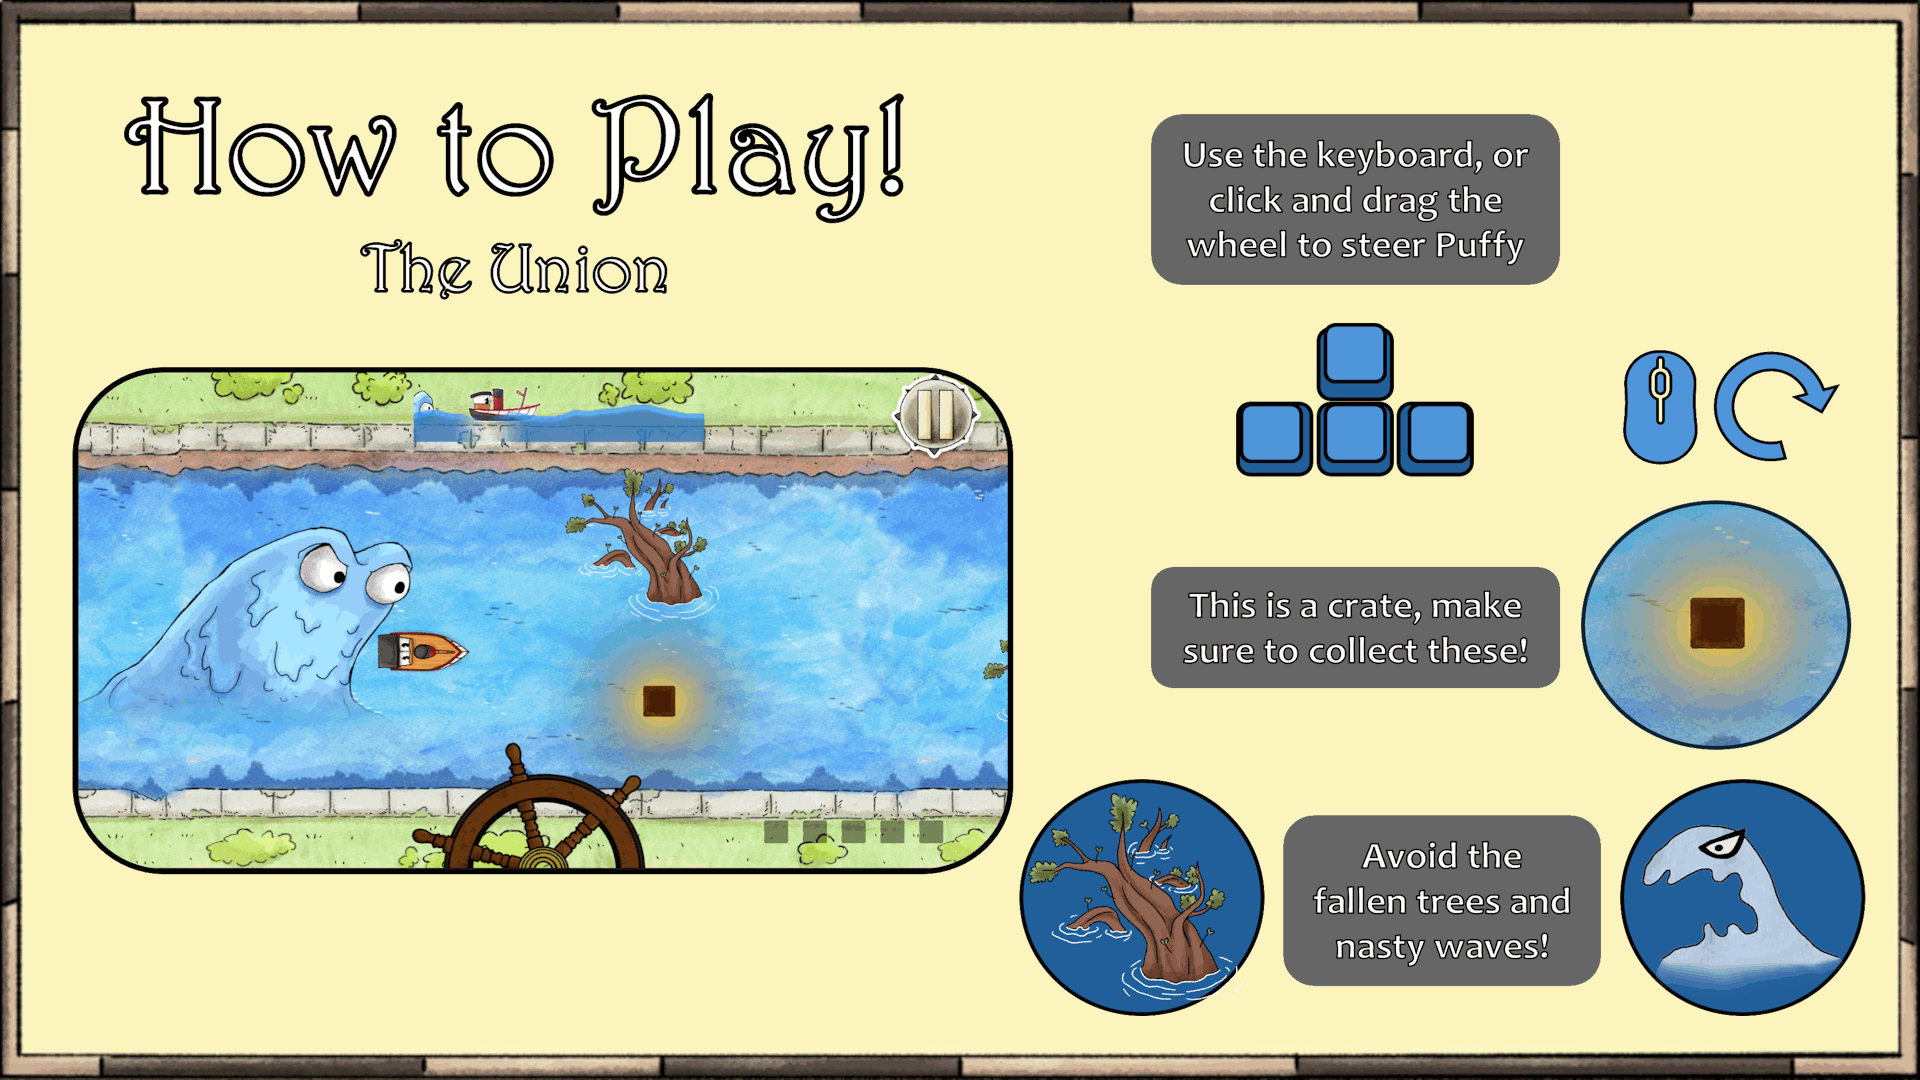 How to Play!
The Union
Use the keyboard, or
click and drag the
wheel to steer Puffy
This is a crate, make
sure to collect these!
Avoid the
fallen trees and
nasty waves!